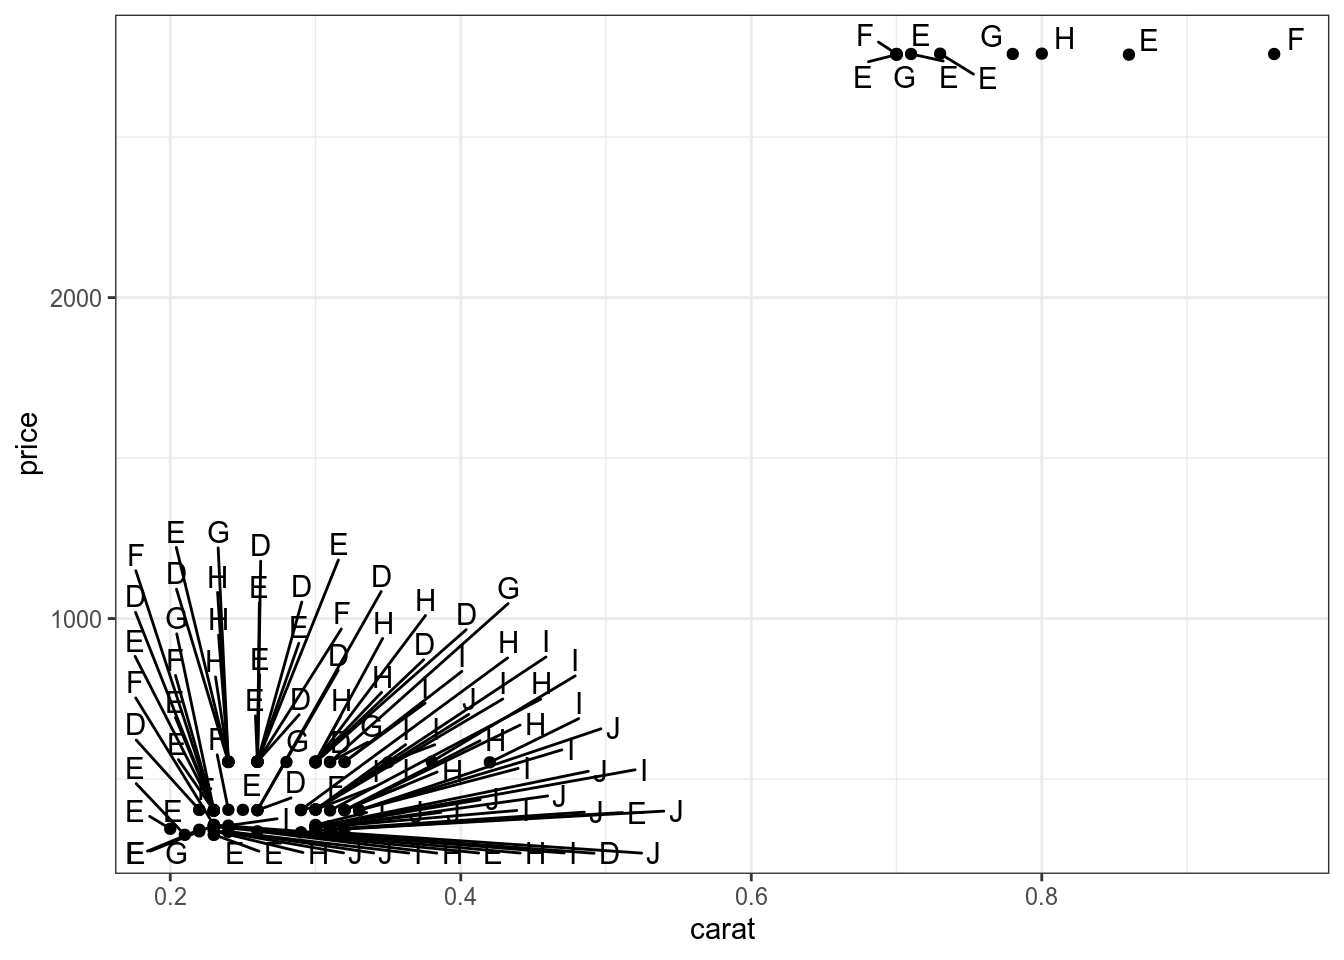 F E G H E F
E G E E
2000
price
E G D E
F D H E D D G
D G H E F H H D
E F H E D D I H I I
F E E D H H I J I H I
D E F G D G I I H H J
E E D E I I H I J I
E E F I J J J I J E J
E G E E H J J I H E H I D J
1000
0.2 0.4 0.6 0.8
carat